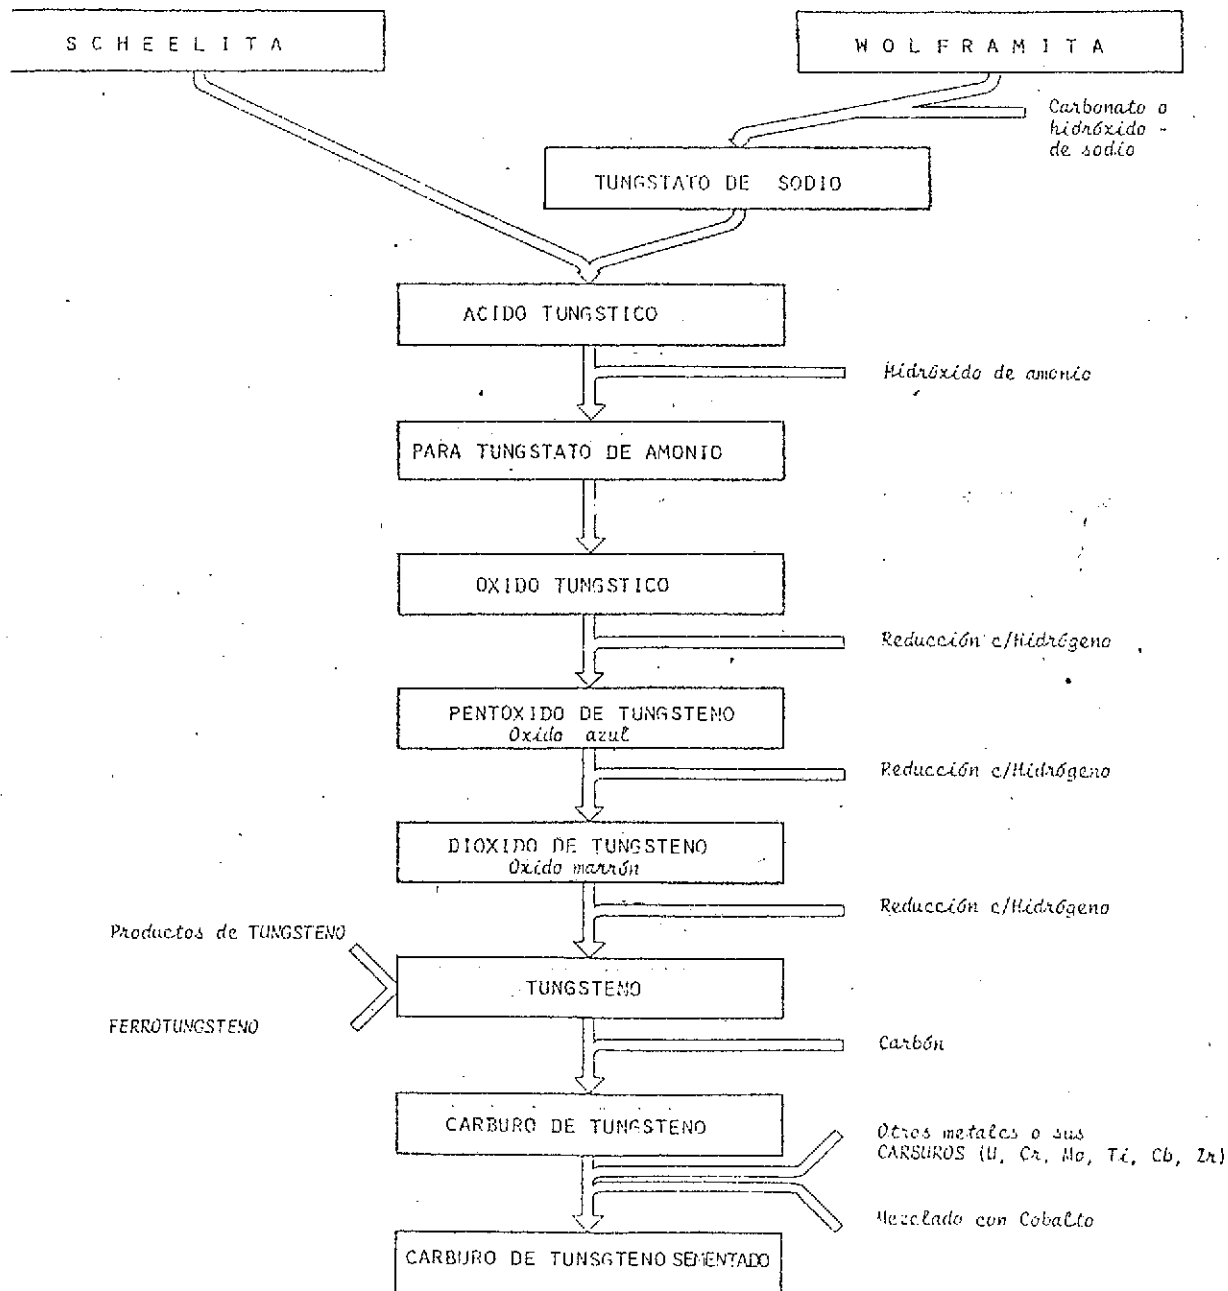 SCHEELITA
WOLFRAMITA
Carbonato o
hidróxido -
de sodio
TUNGSTATO DE SODIO
ACIDO TUNGSTICO
Hidróxido de amonio
PARA TUNGSTATO DE AMONIO
OXIDO TUNGSTICO
Reducción c/Hidrógeno
PENTOXIDO DE TUNGSTENO
Oxido azul
Reducción c/Hidrógeno
DIOXIDO DE TUNGSTENO
Oxido marrón
Reducción c/Hidrógeno
Productos de TUNGSTENO
TUNGSTENO
FERROTUNGSTENO
Carbón
CARBURO DE TUNGSTENO
Otros metales o sus
CARBUROS (U, Cr, Mo, Ti, Cb, Zr)
Mezclado con Cobalto
CARBURO DE TUNSGTENO SEMENTADO